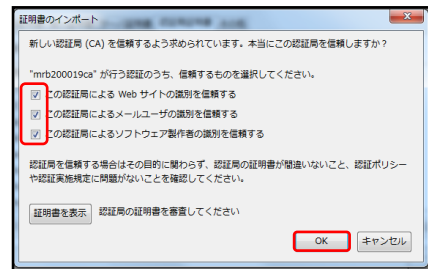 証明書のインポート
新しい認証局 (CA) を信頼するよう求められています。本当にこの認証局を信頼しますか？
"mrb200019ca" が行う認証のうち、信頼するものを選択してください。
この認証局による Web サイトの識別を信頼する
この認証局によるメールユーザの識別を信頼する
この認証局によるソフトウェア製作者の識別を信頼する
認証局を信頼する場合はその目的に関わらず、認証局の証明書が間違いないこと、認証ポリシー
や認証実施規定に問題がないことを確認してください。
証明書を表示 認証局の証明書を審査してください
OK キャンセル